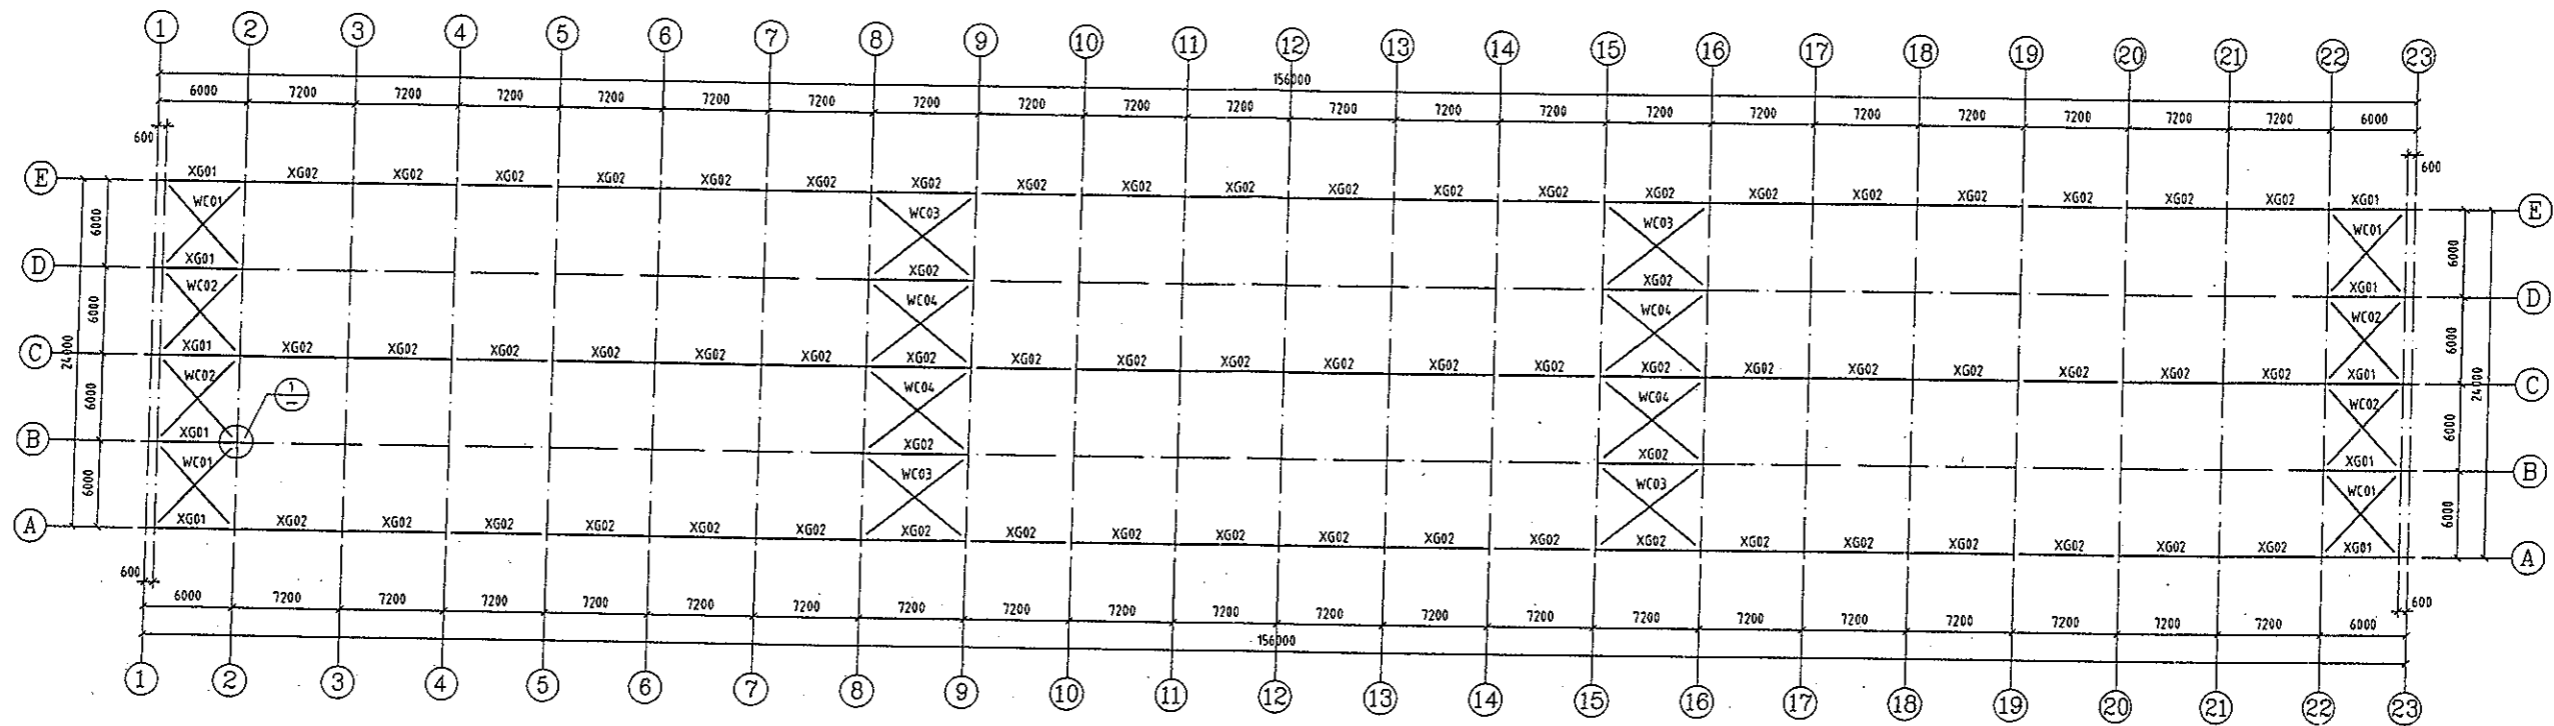 1 2 3 4 5 6 7 8 9 10 11 12 13 14 15 16 17 18 19 20 21 22 23
156000
6000 7200 7200 7200 7200 7200 7200 7200 7200 7200 7200 7200 7200 7200 7200 7200 7200 7200 7200 7200 7200 6000
600 600
E XG01 XG02 XG02 XG02 XG02 XG02 XG02 XG02 XG02 XG02 XG02 XG02 XG02 XG02 XG02 XG02 XG02 XG02 XG02 XG02 XG02 XG01 E
6000 WC01 WC03 WC03 WC01 6000
D XG01 XG02 XG02 XG01 D
6000 WC02 WC04 WC04 WC02 6000
24000 24000
C XG01 XG02 XG02 XG02 XG02 XG02 XG02 XG02 XG02 XG02 XG02 XG02 XG02 XG02 XG02 XG02 XG02 XG02 XG02 XG02 XG02 XG01 C
6000 WC02 WC04 WC04 WC02 6000
1
B XG01 XG02 XG02 XG01 B
6000 WC01 WC03 WC03 WC01 6000
A XG01 XG02 XG02 XG02 XG02 XG02 XG02 XG02 XG02 XG02 XG02 XG02 XG02 XG02 XG02 XG02 XG02 XG02 XG02 XG02 XG02 XG01 A
600 600
6000 7200 7200 7200 7200 7200 7200 7200 7200 7200 7200 7200 7200 7200 7200 7200 7200 7200 7200 7200 7200 6000
156000
1 2 3 4 5 6 7 8 9 10 11 12 13 14 15 16 17 18 19 20 21 22 23